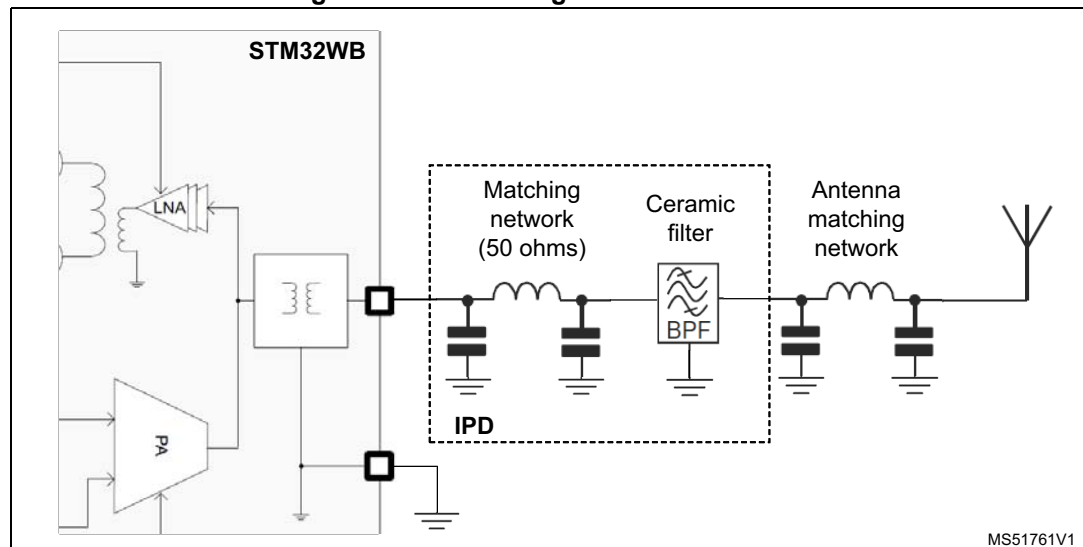 STM32WB
LNA
PA
Matching
network
(50 ohms)
Ceramic
filter
BPF
IPD
Antenna
matching
network
MS51761V1